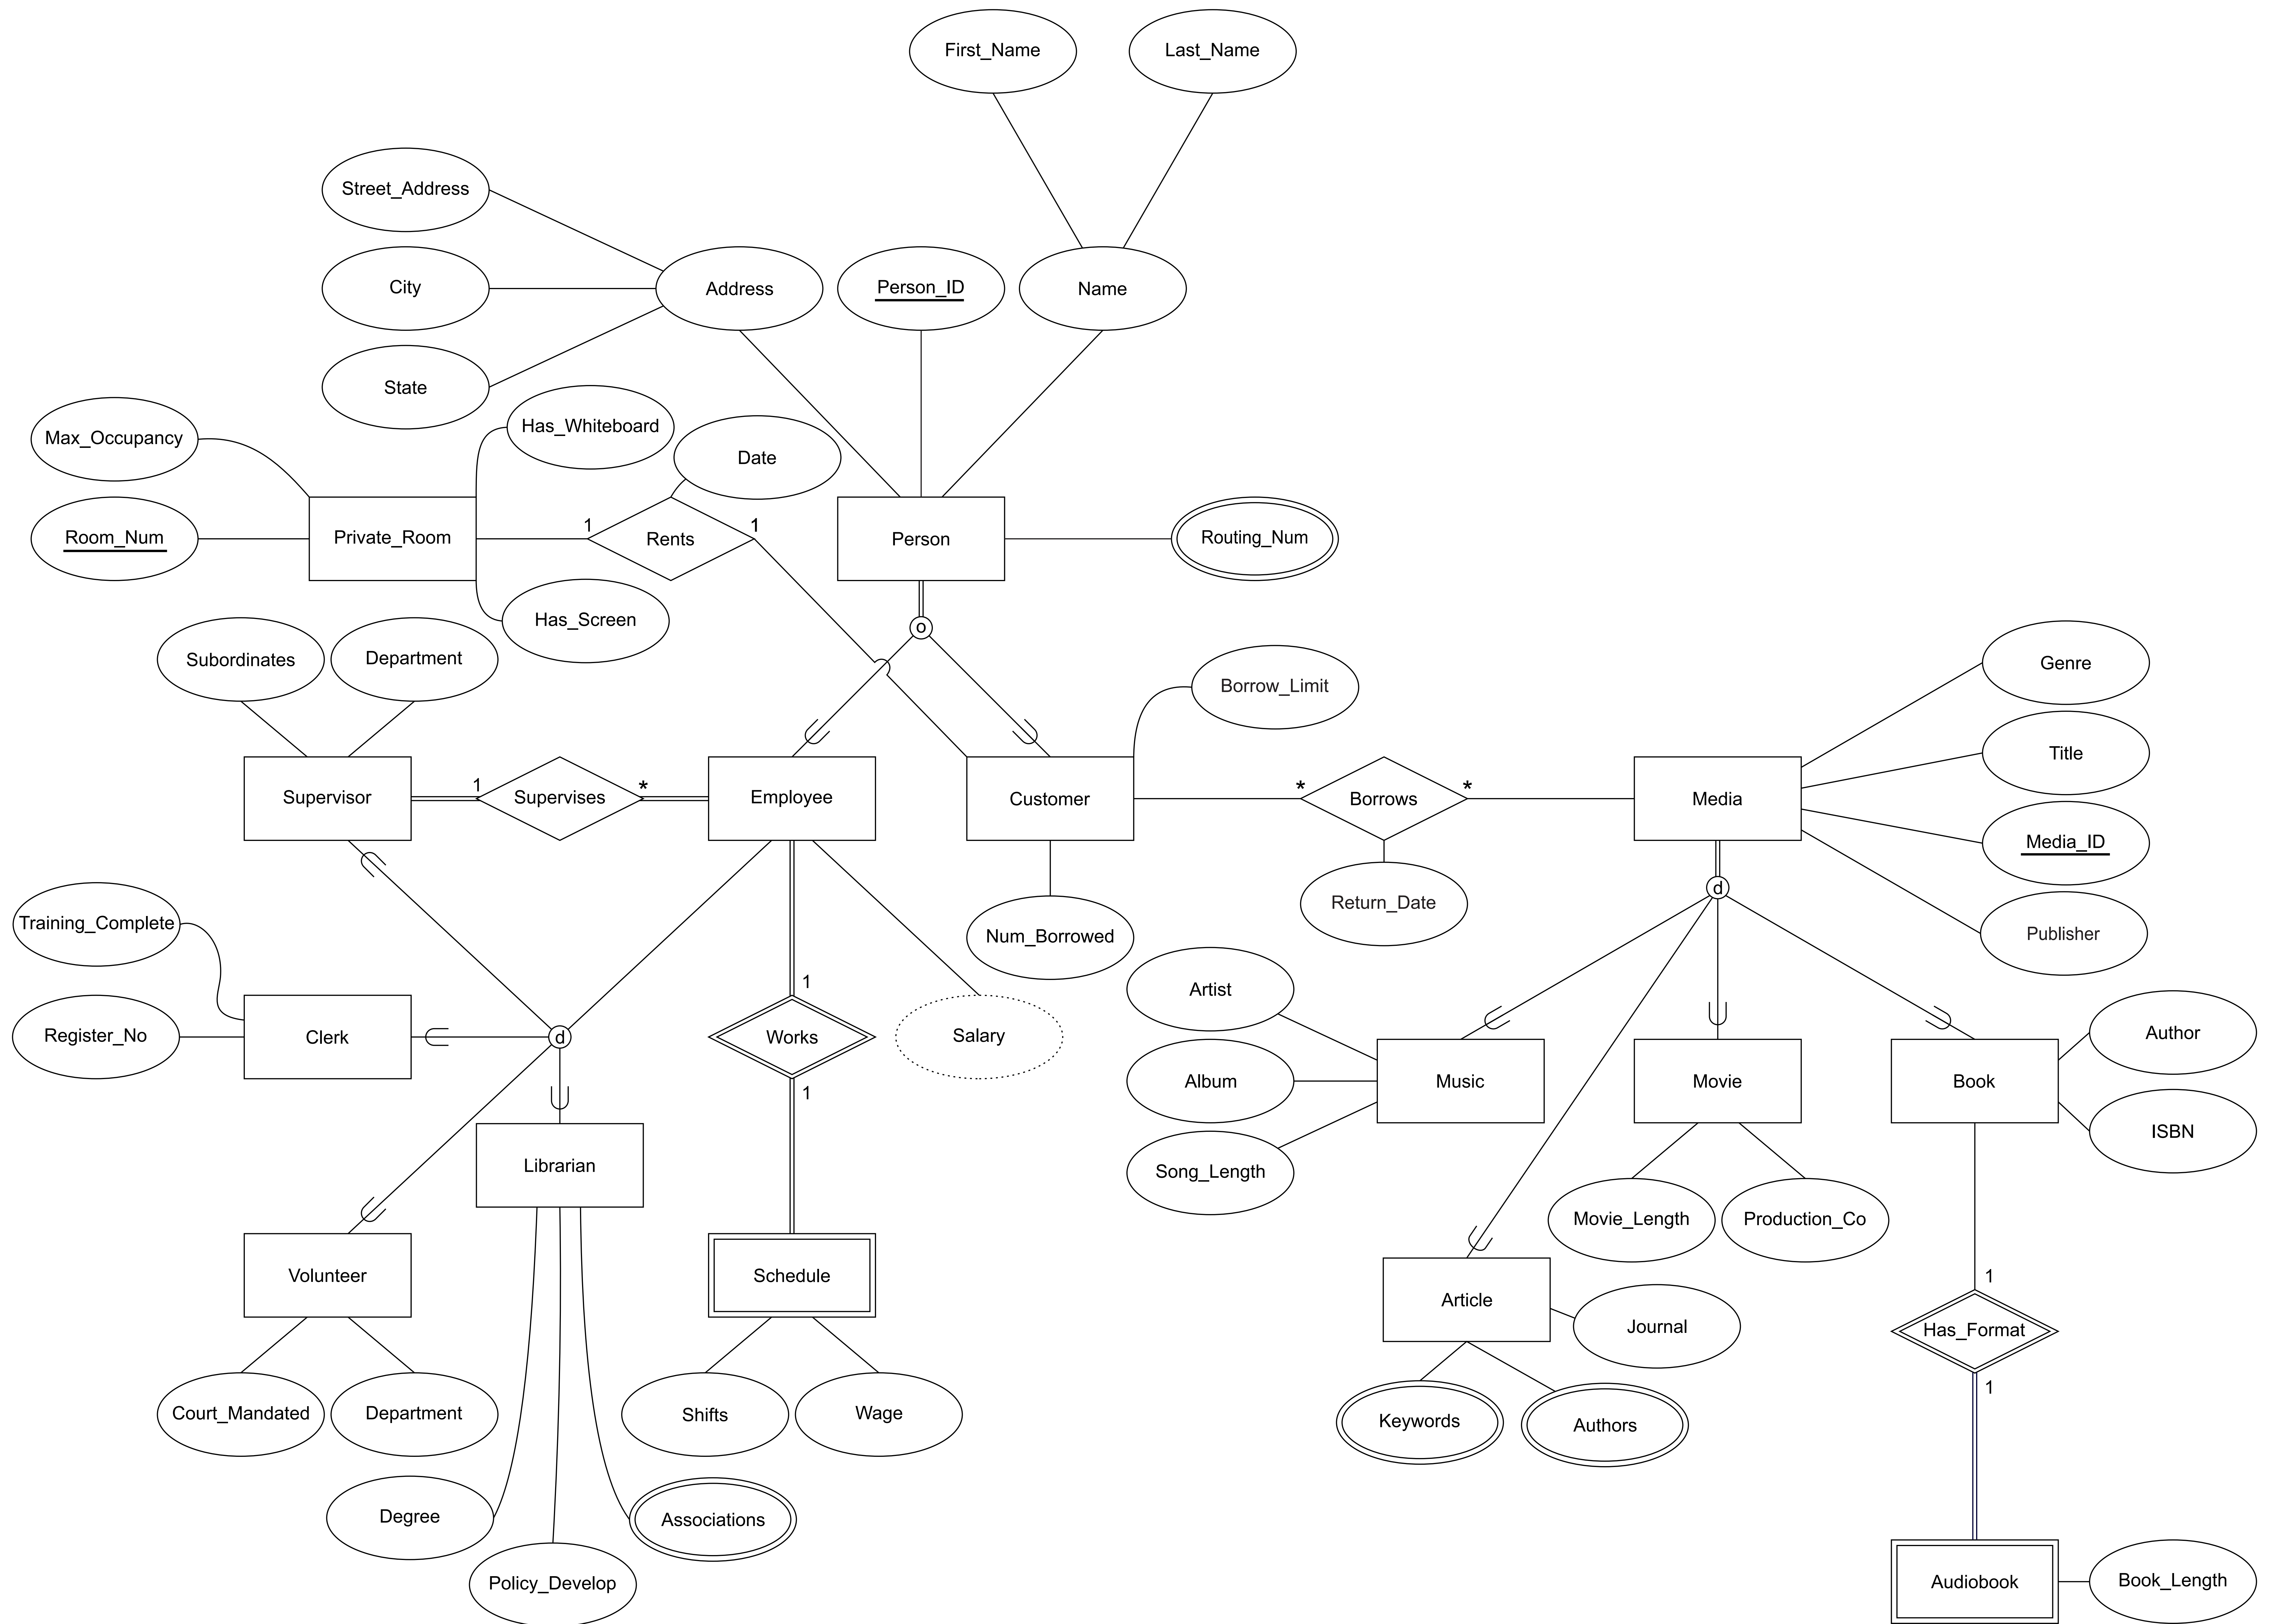 First_Name
Last_Name
Street_Address
City
State
Address
Person_ID
Name
Max_Occupancy
Has_Whiteboard
Date
Room_Num
Private_Room
1
Rents
1
Person
Routing_Num
Has_Screen
o
Subordinates
Department
Borrow_Limit
Genre
Title
Media_ID
Publisher
Supervisor
1
Supervises
*
Employee
Customer
*
Borrows
*
Media
Return_Date
Num_Borrowed
d
Training_Complete
Register_No
Clerk
d
1
Works
1
Salary
Artist
Album
Song_Length
Music
Movie
Book
Author
ISBN
Librarian
Movie_Length
Production_Co
Volunteer
Schedule
Article
Journal
1
Has_Format
1
Court_Mandated
Department
Shifts
Wage
Keywords
Authors
Degree
Associations
Policy_Develop
Audiobook
Book_Length